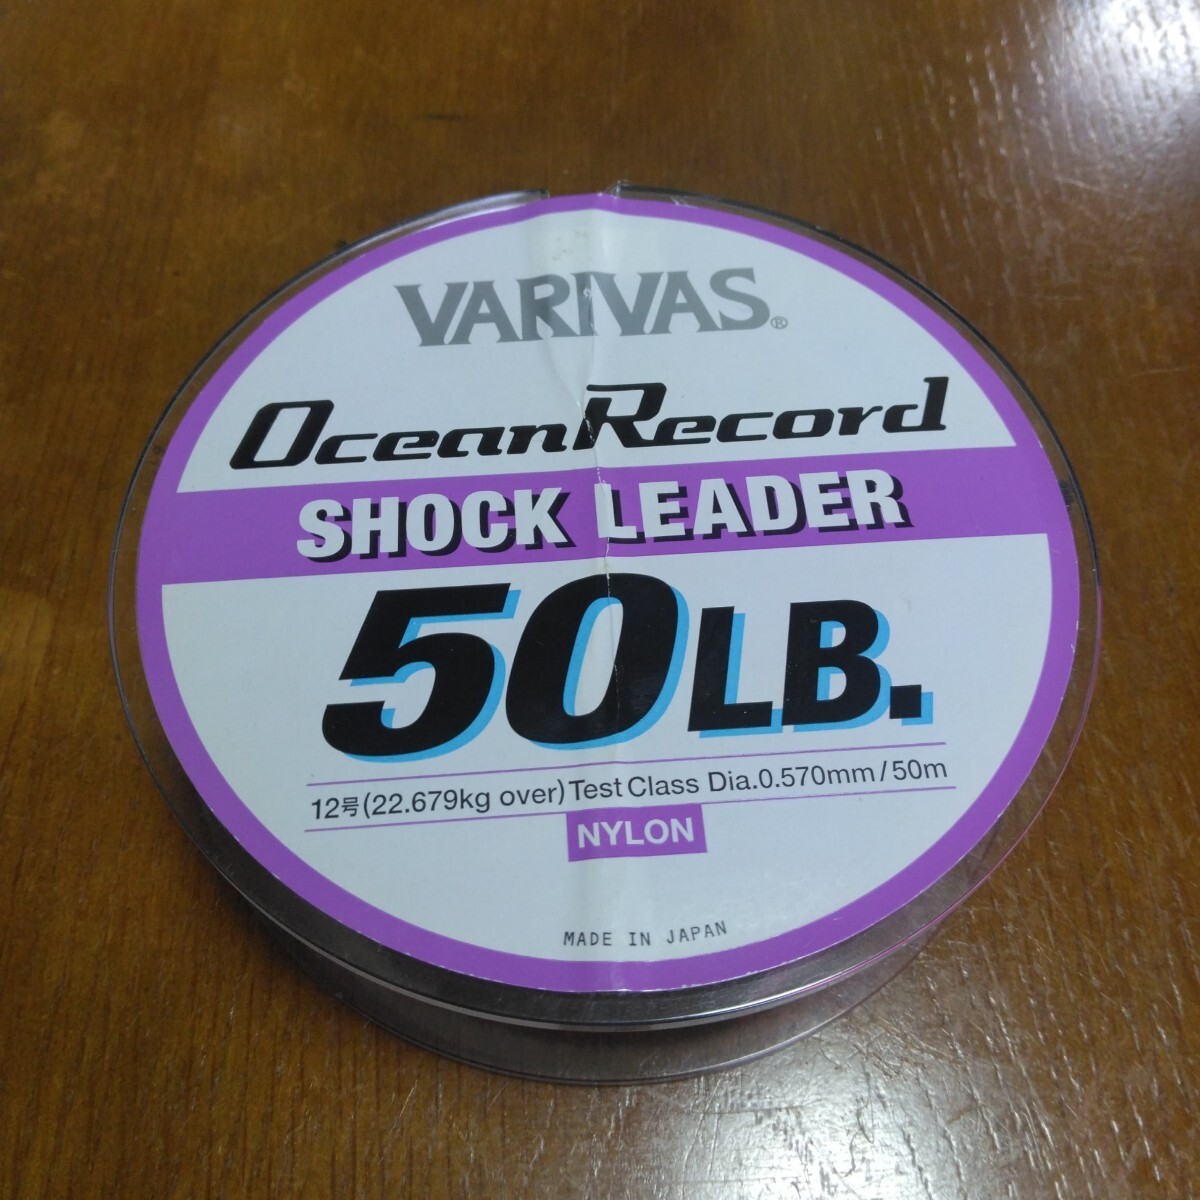 VARIVAS®
OceanRecord
SHOCK LEADER
50LB.
12号(22.679kg over) Test Class Dia.0.570mm/50m
NYLON
MADE IN JAPAN